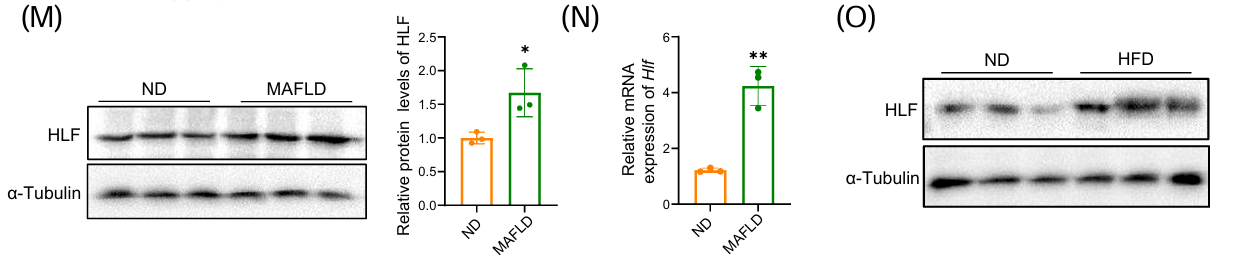 (M)
ND
MAFLD
HLF
α-Tubulin
Relative protein levels of HLF
2.5
2.0
1.5
1.0
0.5
0.0
*
ND
MAFLD
(N)
Relative mRNA
expression of Hlf
6
4
2
0
**
ND
MAFLD
(O)
ND
HFD
HLF
α-Tubulin